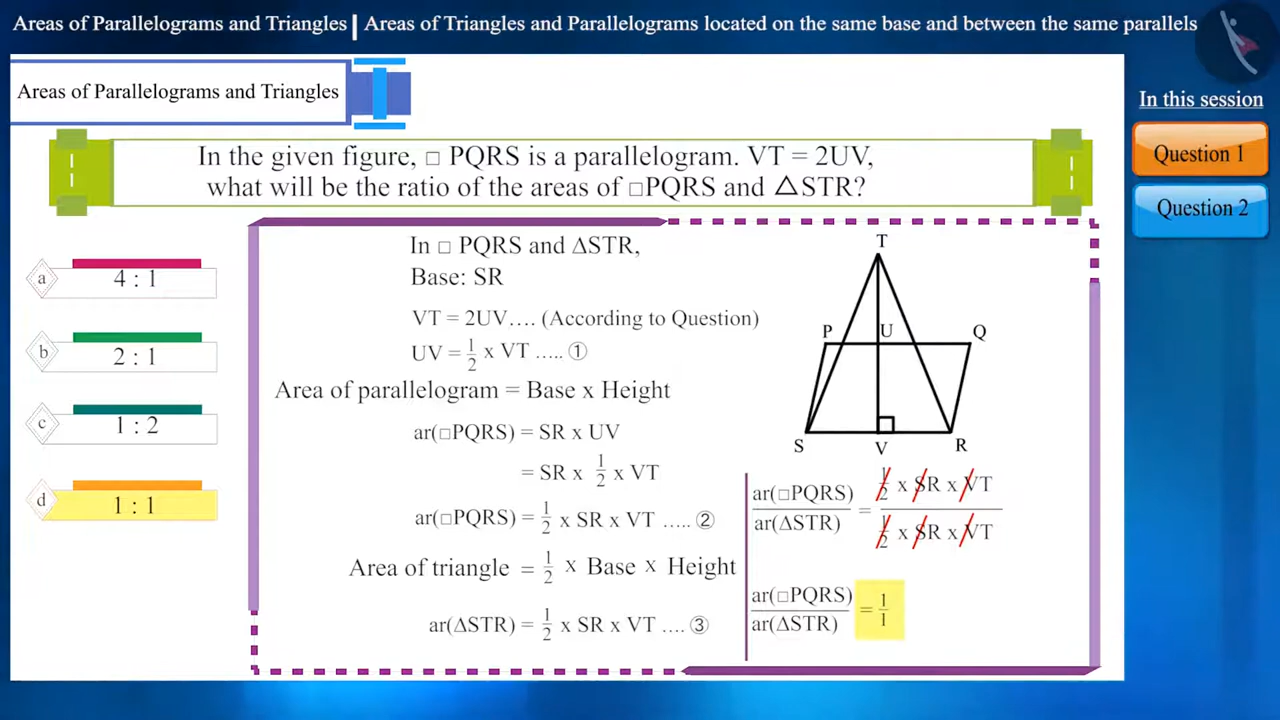 Areas of Parallelograms and Triangles | Areas of Triangles and Parallelograms located on the same base and between the same parallels
Areas of Parallelograms and Triangles
In this session
Question 1
Question 2
In the given figure, □ PQRS is a parallelogram. VT = 2UV,
what will be the ratio of the areas of □PQRS and △STR?
a 4 : 1
b 2 : 1
c 1 : 2
d 1 : 1
In □ PQRS and ΔSTR,
Base: SR
VT = 2UV…. (According to Question)
UV = 1/2 x VT ….. ①
Area of parallelogram = Base x Height
ar(□PQRS) = SR x UV
= SR x 1/2 x VT
ar(□PQRS) = 1/2 x SR x VT ….. ②
Area of triangle = 1/2 x Base x Height
ar(ΔSTR) = 1/2 x SR x VT …. ③
T
P U Q
S V R
ar(□PQRS)/ar(ΔSTR) = 1/2 x SR x VT / 1/2 x SR x VT
ar(□PQRS)/ar(ΔSTR) = 1/1